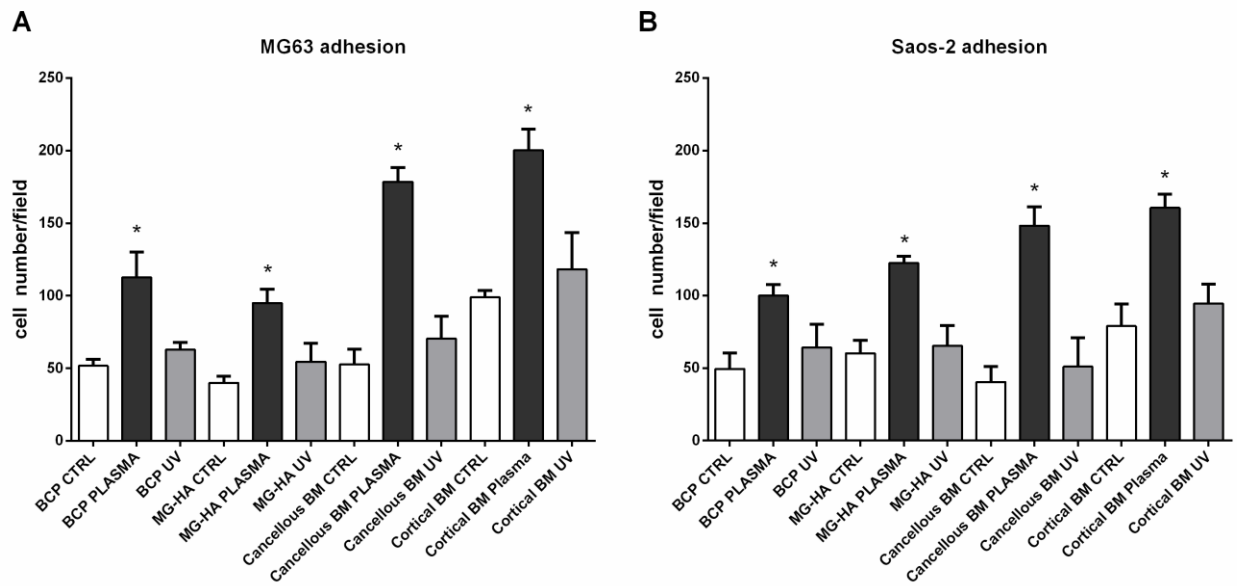 A
MG63 adhesion
cell number/field
250
200
150
100
50
0
*
*
*
*
BCP CTRL
BCP PLASMA
BCP UV
MG-HA CTRL
MG-HA PLASMA
MG-HA UV
Cancellous BM CTRL
Cancellous BM PLASMA
Cancellous BM UV
Cortical BM CTRL
Cortical BM Plasma
Cortical BM UV
B
Saos-2 adhesion
cell number/field
250
200
150
100
50
0
*
*
*
*
BCP CTRL
BCP PLASMA
BCP UV
MG-HA CTRL
MG-HA PLASMA
MG-HA UV
Cancellous BM CTRL
Cancellous BM PLASMA
Cancellous BM UV
Cortical BM CTRL
Cortical BM Plasma
Cortical BM UV